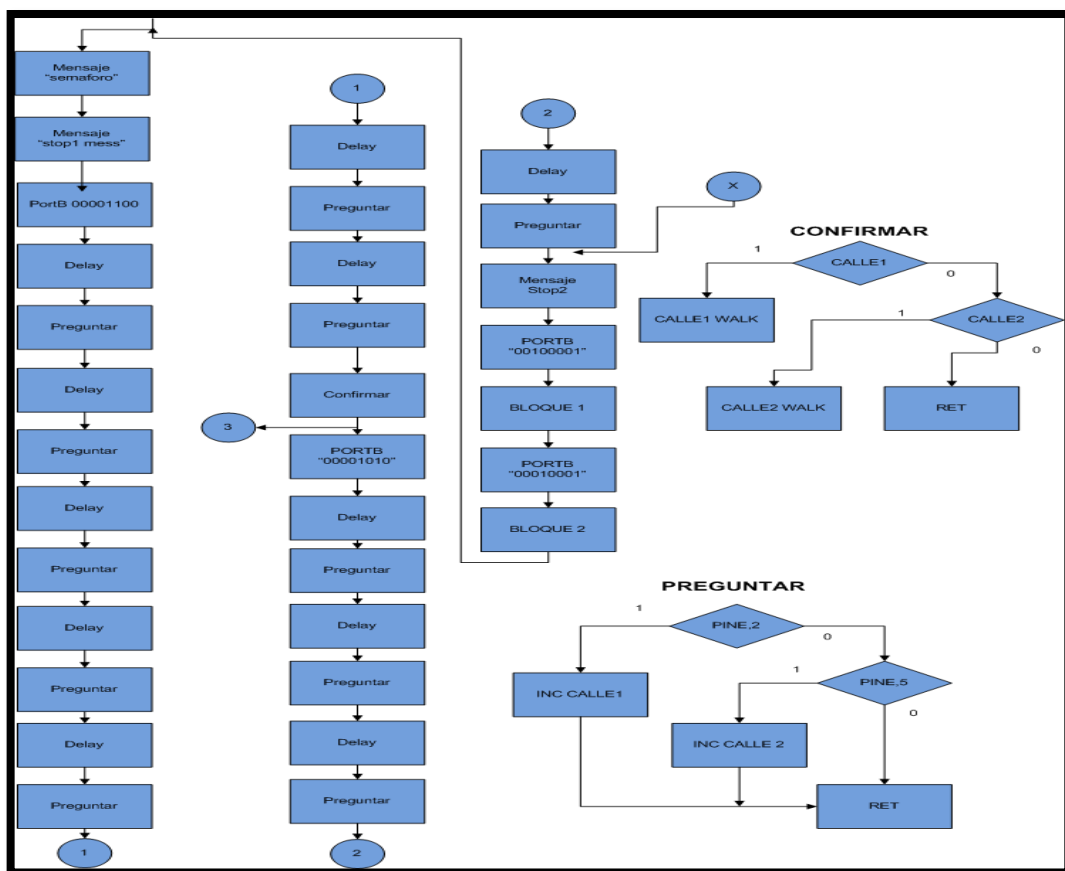 Mensaje
"semaforo"
Mensaje
"stop1 mess"
PortB 00001100
Delay
Preguntar
Delay
Preguntar
Delay
Preguntar
Delay
Preguntar
Delay
Preguntar
1
1
Delay
Preguntar
Delay
Preguntar
Confirmar
3
PORTB
"00001010"
Delay
Preguntar
Delay
Preguntar
Delay
Preguntar
2
2
Delay
Preguntar
X
Mensaje
Stop2
PORTB
"00100001"
BLOQUE 1
PORTB
"00010001"
BLOQUE 2
CONFIRMAR
CALLE1
1
0
CALLE1 WALK
CALLE2
1
0
CALLE2 WALK
RET
PREGUNTAR
PINE,2
1
0
INC CALLE1
PINE,5
1
0
INC CALLE 2
RET